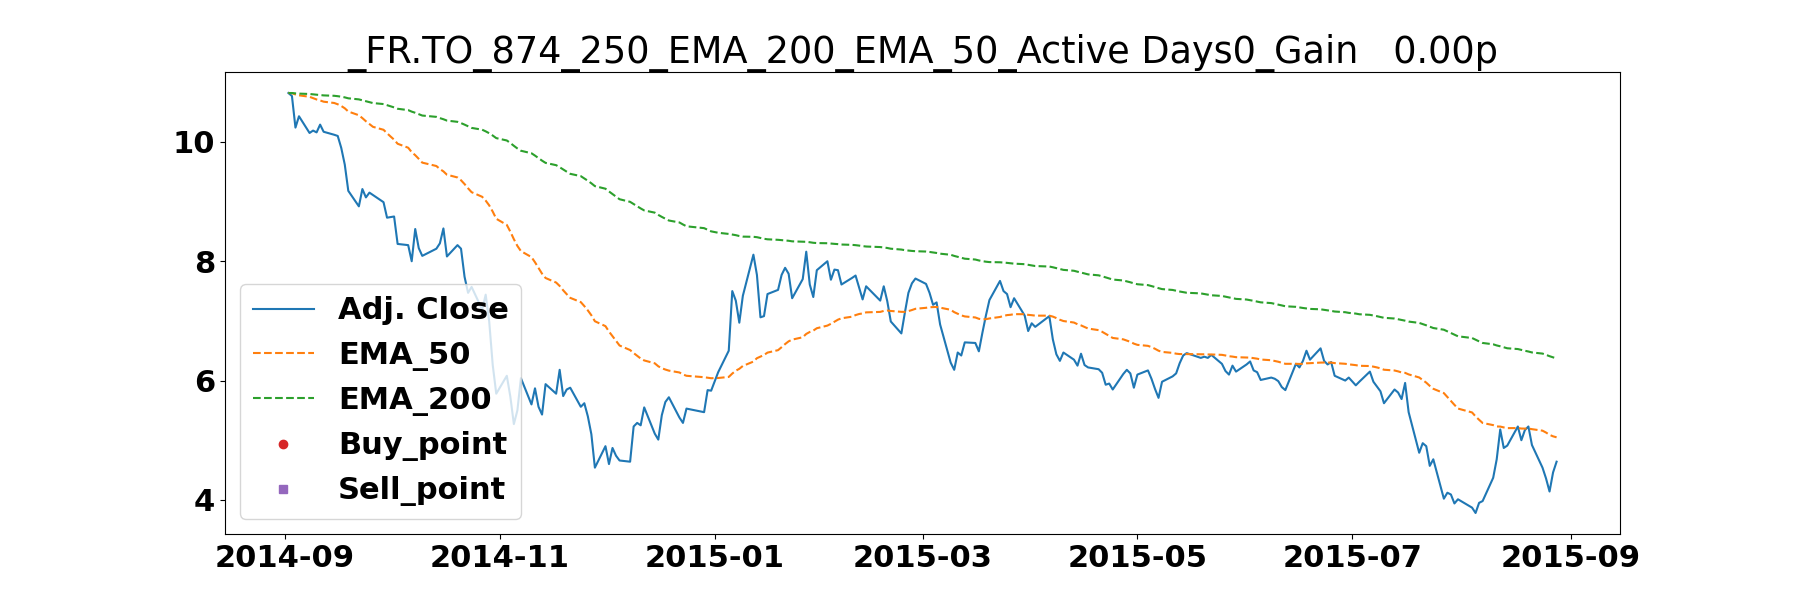 _FR.TO_874_250_EMA_200_EMA_50_Active Days0_Gain   0.00p
10
8
6
4
Adj. Close
EMA_50
EMA_200
Buy_point
Sell_point
2014-09 2014-11 2015-01 2015-03 2015-05 2015-07 2015-09